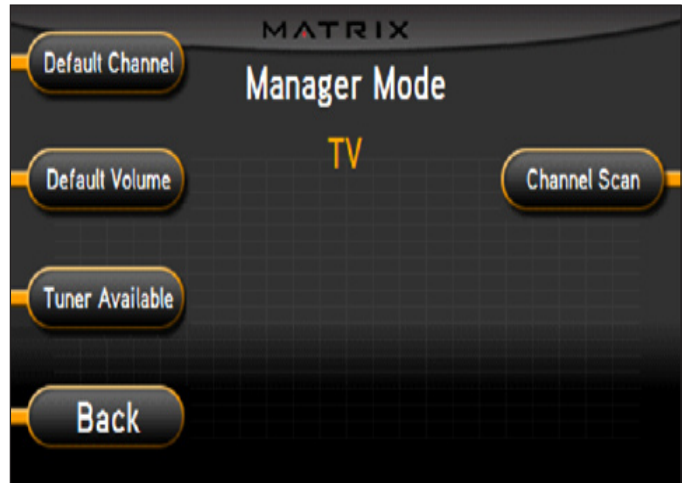 MATRIX
Default Channel
Manager Mode
TV
Default Volume
Channel Scan
Tuner Available
Back